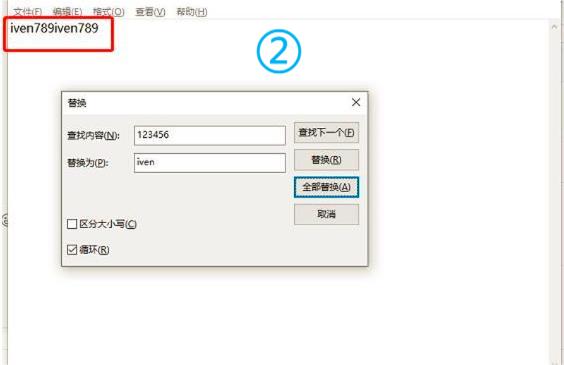 文件(F) 编辑(E) 格式(O) 查看(V) 帮助(H)
iven789iven789
②
替换
查找内容(N): 123456 查找下一个(F)
替换为(P): iven 替换(R)
全部替换(A)
取消
区分大小写(C)
循环(R)